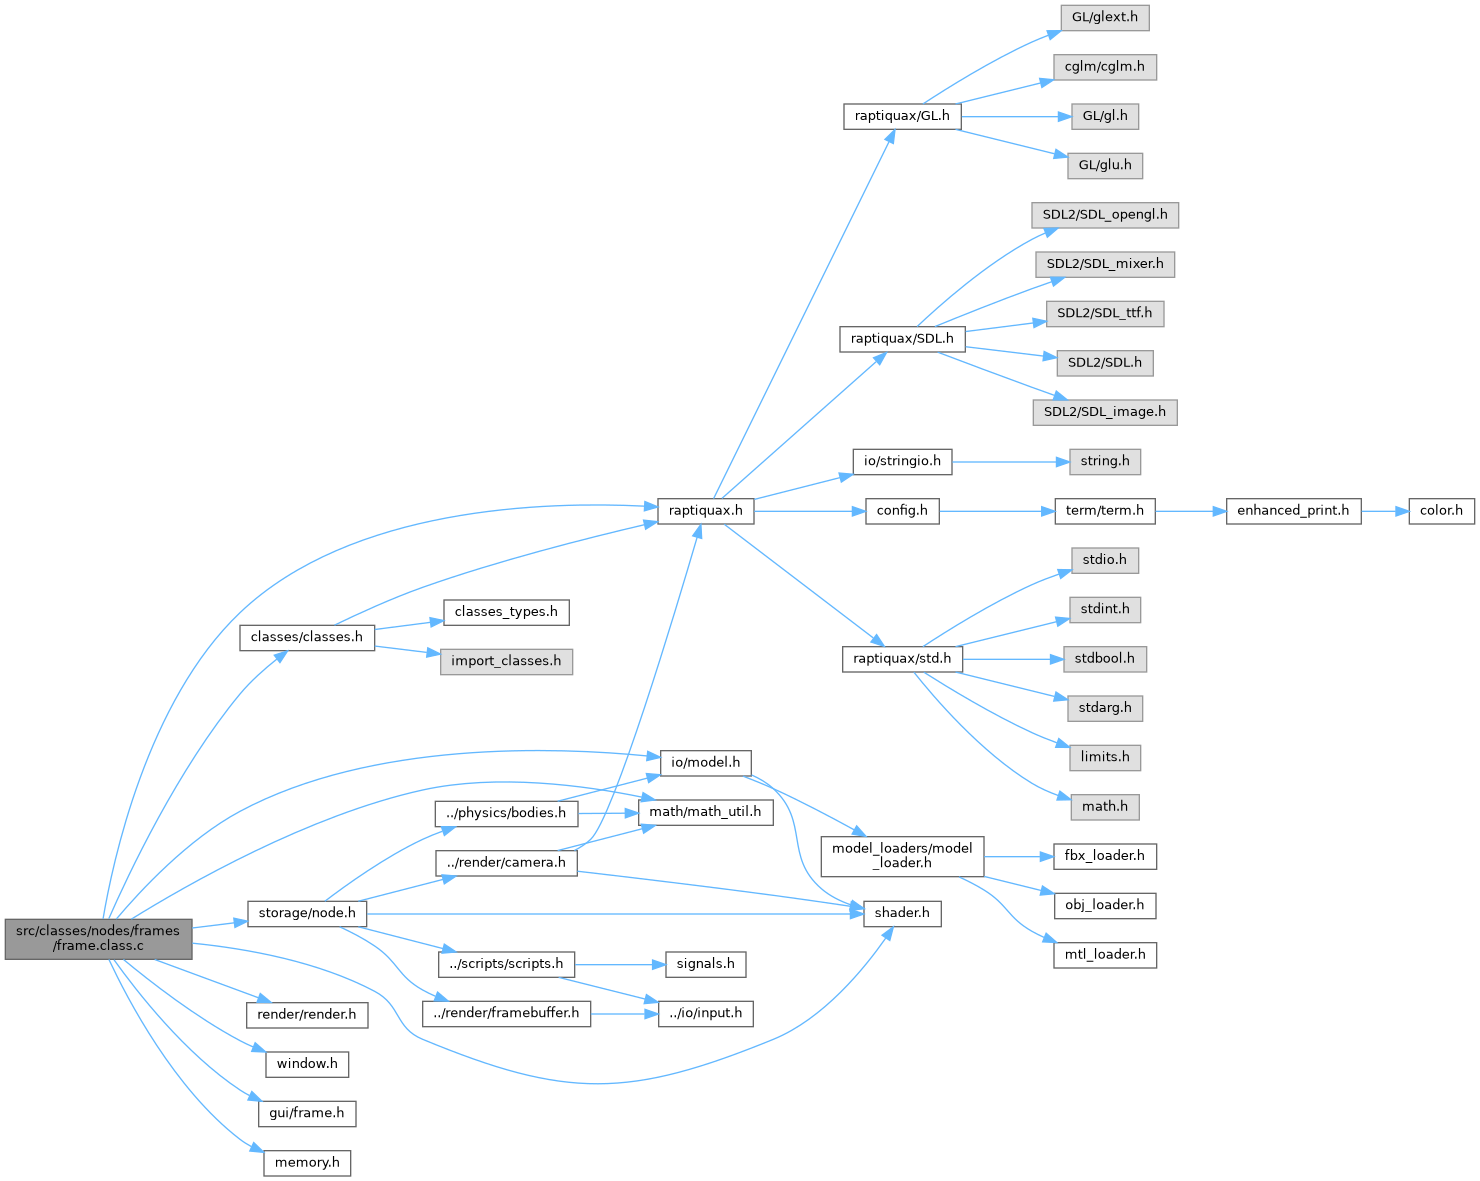 GL/glext.h
cglm/cglm.h
raptiquax/GL.h
GL/gl.h
GL/glu.h
SDL2/SDL_opengl.h
SDL2/SDL_mixer.h
SDL2/SDL_ttf.h
raptiquax/SDL.h
SDL2/SDL.h
SDL2/SDL_image.h
io/stringio.h
string.h
raptiquax.h
config.h
term/term.h
enhanced_print.h
color.h
stdio.h
stdint.h
classes_types.h
classes/classes.h
import_classes.h
raptiquax/std.h
stdbool.h
stdarg.h
limits.h
math.h
io/model.h
../physics/bodies.h
math/math_util.h
model_loaders/model
_loader.h
fbx_loader.h
../render/camera.h
obj_loader.h
storage/node.h
shader.h
mtl_loader.h
src/classes/nodes/frames
/frame.class.c
../scripts/scripts.h
signals.h
render/render.h
../render/framebuffer.h
../io/input.h
window.h
gui/frame.h
memory.h